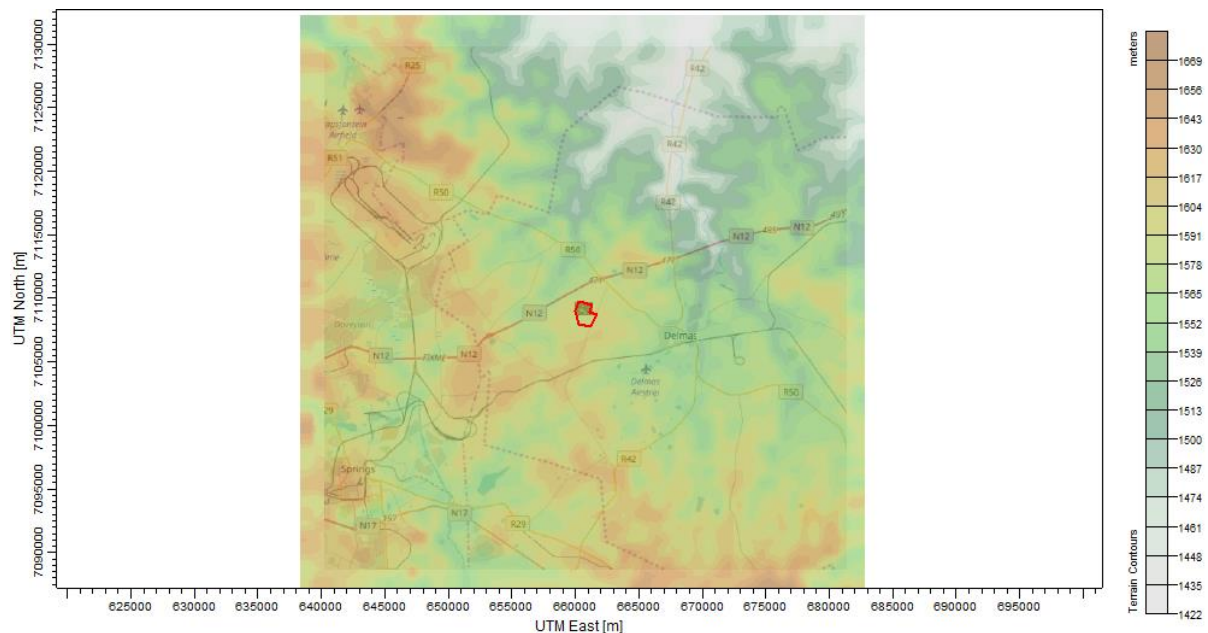 7130000
7125000
7120000
7115000
7110000
7105000
7100000
7095000
7090000
UTM North [m]
R25
R42
Airfield
R51
R42
R50
R42
N12
N12
R50
N12
N12
N12
N12
Delmas
Delmas
Airstrip
R50
R42
Springs
N17
N17
R29
625000 630000 635000 640000 645000 650000 655000 660000 665000 670000 675000 680000 685000 690000 695000
UTM East [m]
meters
1669
1656
1643
1630
1617
1604
1591
1578
1565
1552
1539
1526
1513
1500
1487
1474
1461
1448
1435
1422
Terrain Contours